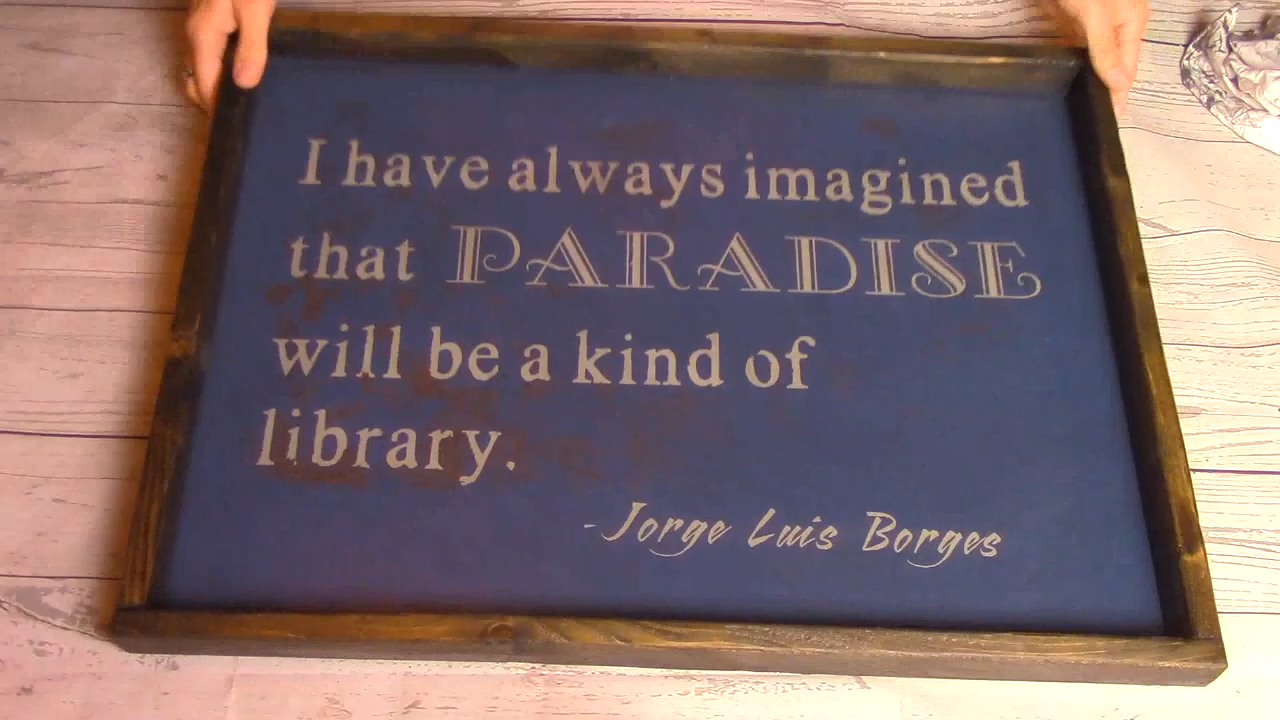 I have always imagined
that PARADISE
will be a kind of
library.
-Jorge Luis Borges